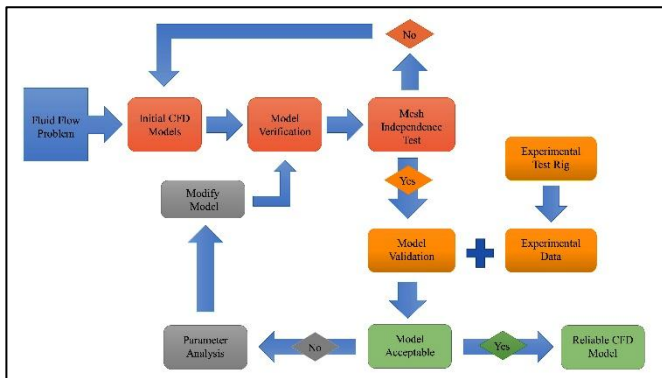 No
Fluid Flow
Problem
Initial CFD
Models
Model
Verification
Mesh
Independence
Test
Experimental
Test Rig
Yes
Modify
Model
Model
Validation
Experimental
Data
Parameter
Analysis
No
Model
Acceptable
Yes
Reliable CFD
Model